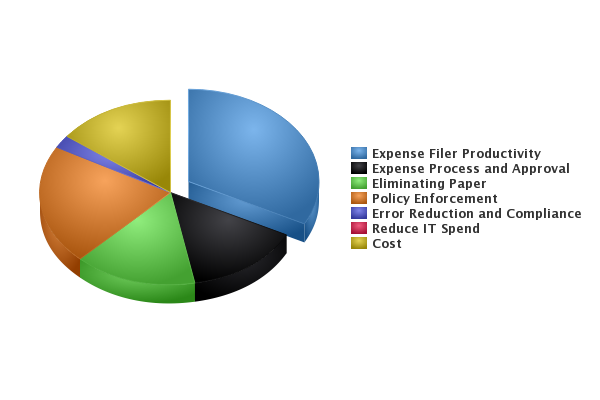 Expense Filer Productivity
Expense Process and Approval
Eliminating Paper
Policy Enforcement
Error Reduction and Compliance
Reduce IT Spend
Cost